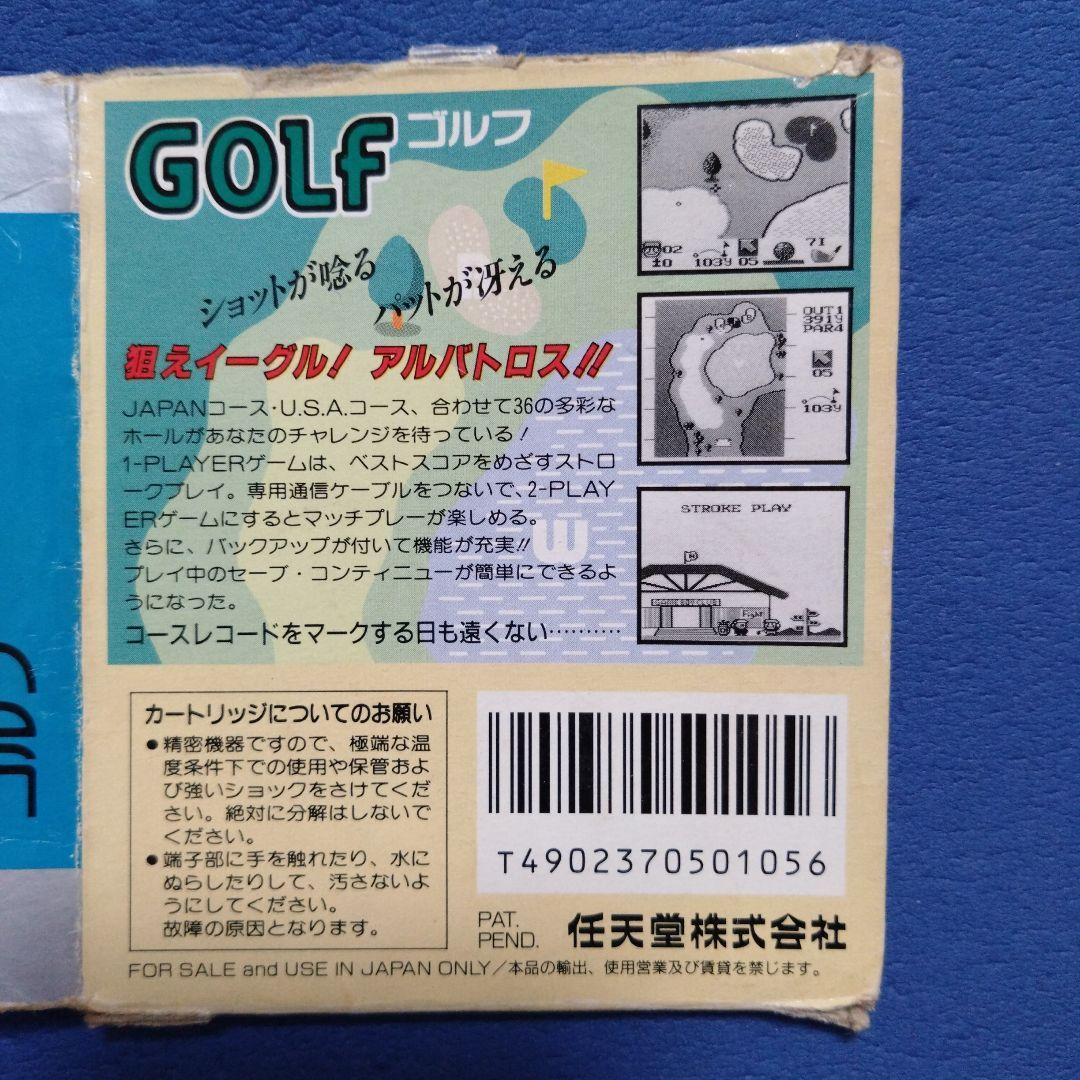 GOLf ゴルフ
ショットが唸る
パットが冴える
狙えイーグル! アルバトロス!!
JAPANコース・U.S.A.コース、合わせて36の多彩な
ホールがあなたのチャレンジを待っている!
1-PLAYERゲームは、ベストスコアをめざすストロ
ークプレイ。専用通信ケーブルをつないで、2-PLAY
ERゲームにするとマッチプレーが楽しめる。
さらに、バックアップが付いて機能が充実!!
プレイ中のセーブ・コンティニューが簡単にできるよ
うになった。
コースレコードをマークする日も遠くない‥‥‥‥‥
W
02
±0
103y
05
71
OUT1
391y
PAR4
05
103y
STROKE PLAY
N
Fight
カートリッジについてのお願い
●精密機器ですので、極端な温
度条件下での使用や保管およ
び強いショックをさけてくだ
さい。絶対に分解はしないで
ください。
●端子部に手を触れたり、水に
ぬらしたりして、汚さないよ
うにしてください。
故障の原因となります。
T4902370501056
PAT.
PEND.
任天堂株式会社
FOR SALE and USE IN JAPAN ONLY/本品の輸出、使用営業及び賃貸を禁じます。
ゴルフ